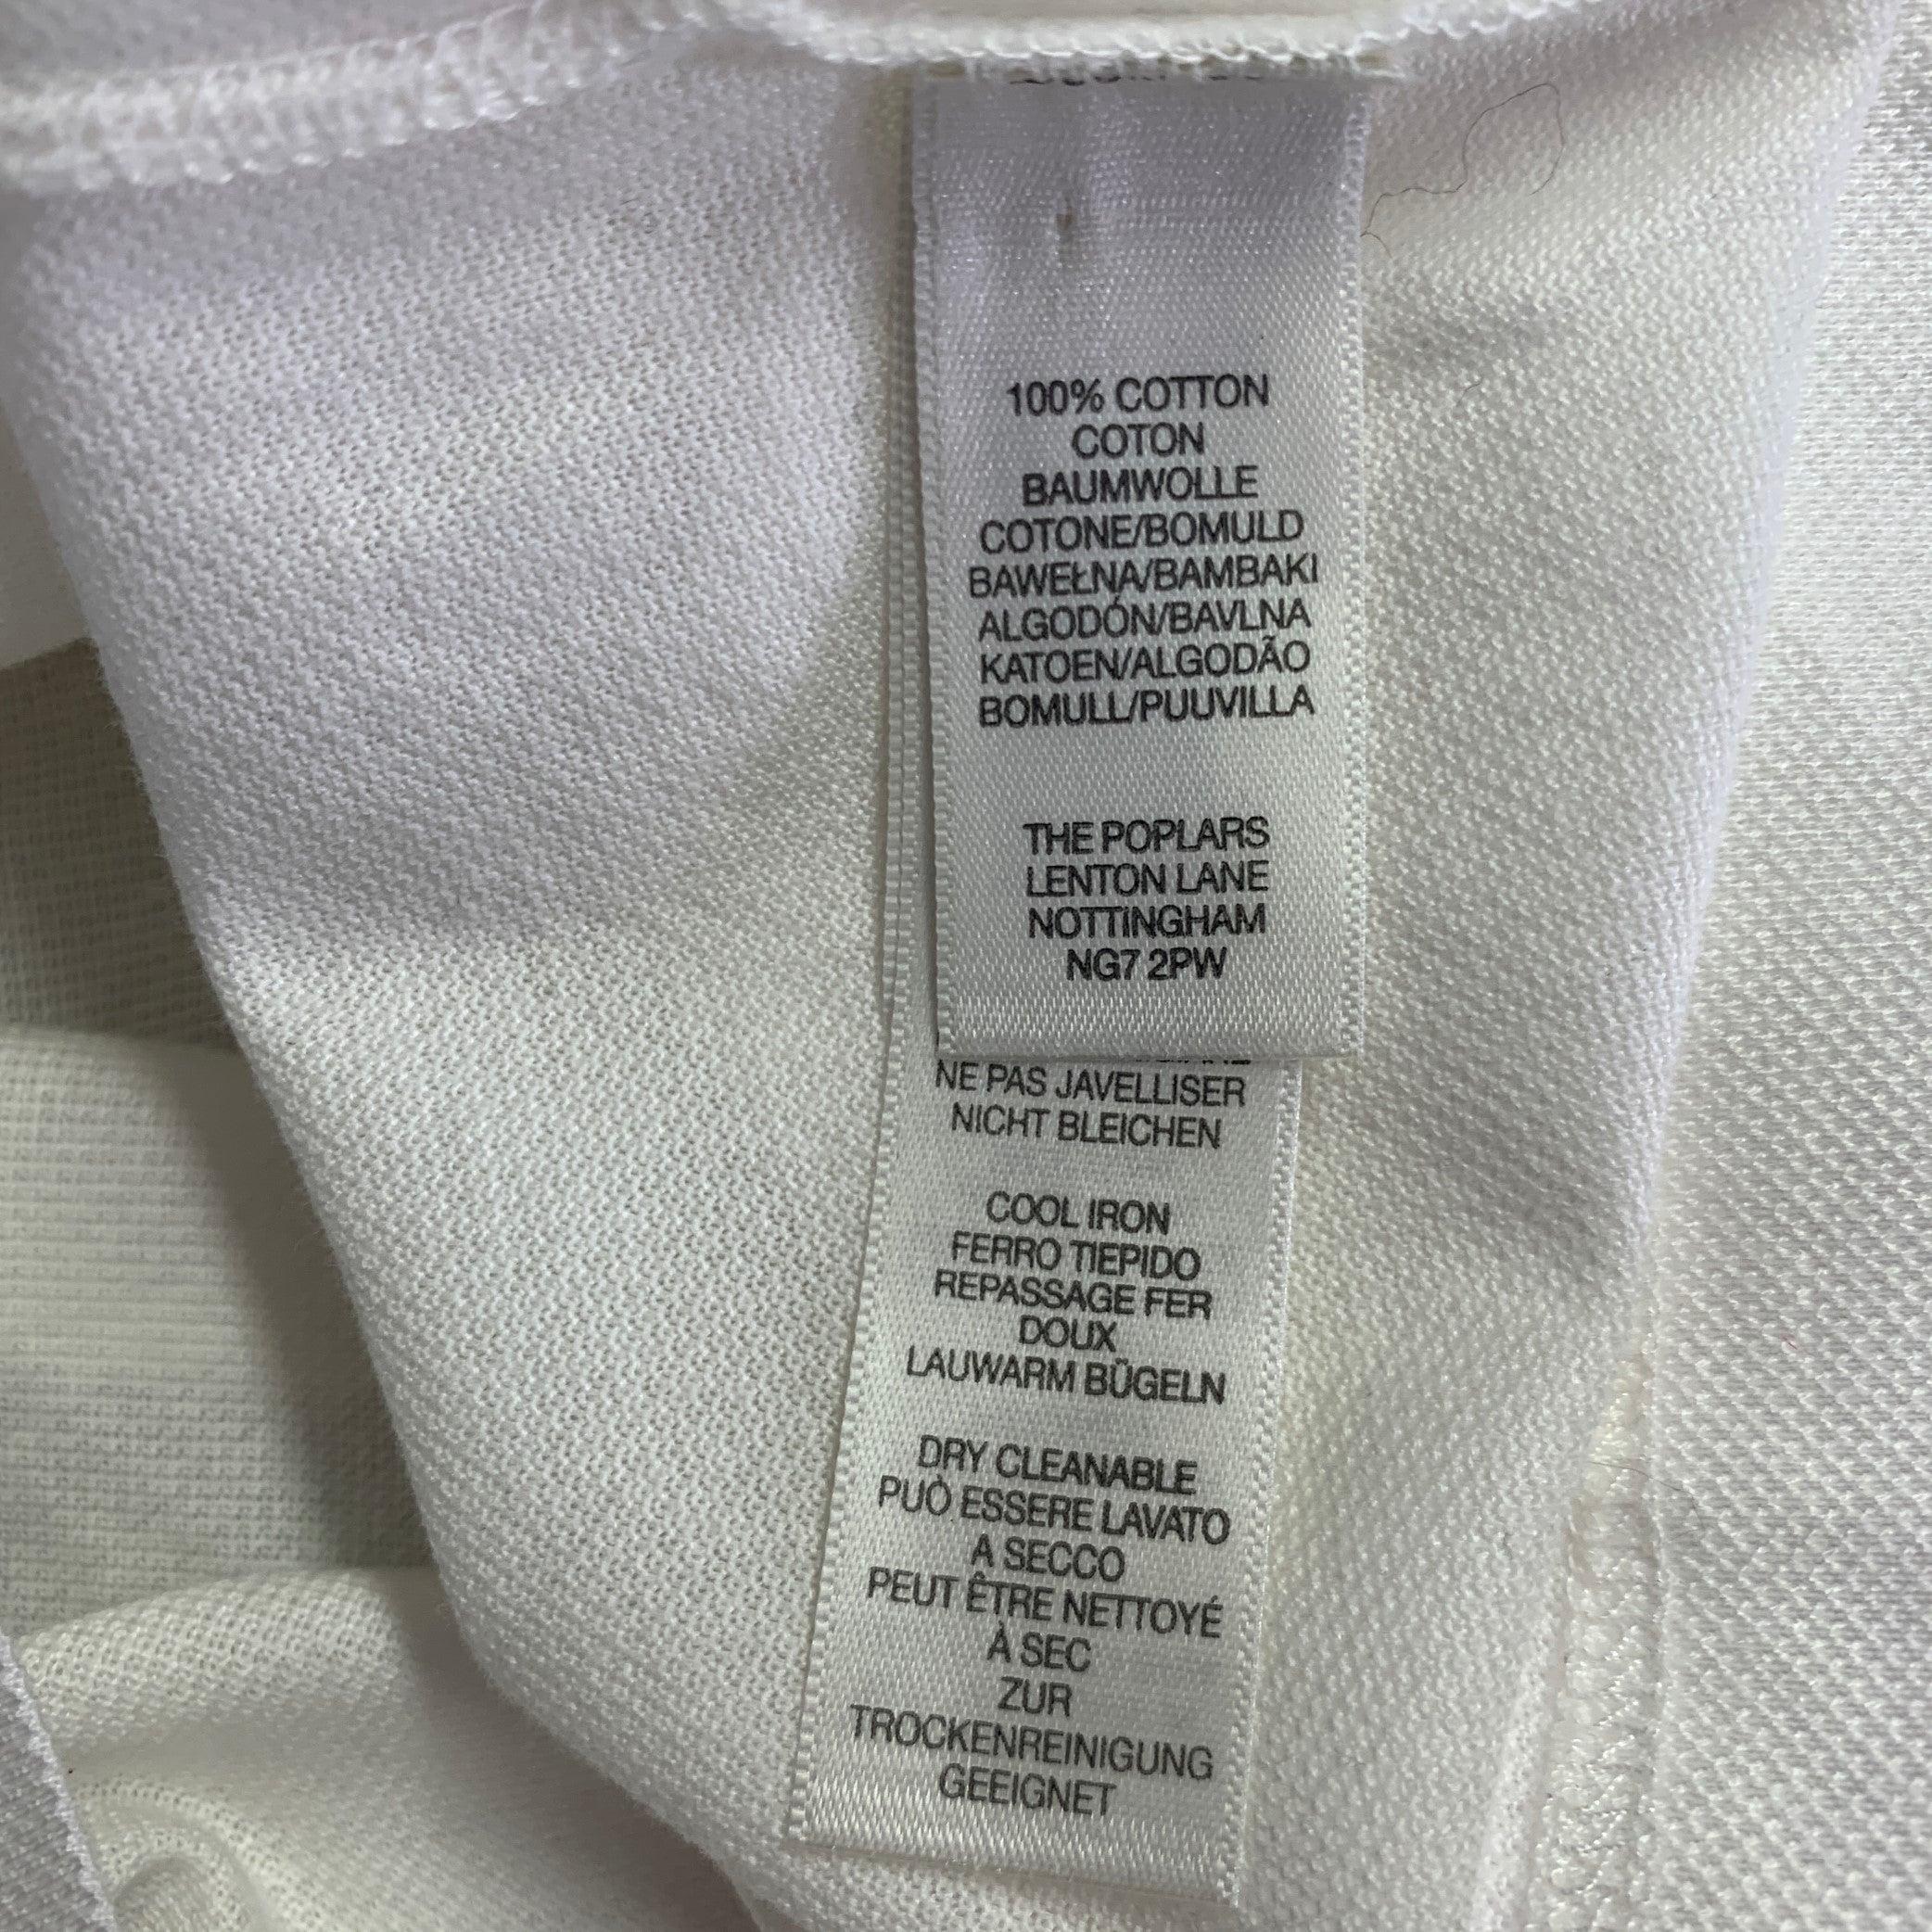 100% COTTON
COTON
BAUMWOLLE
COTONE/BOMULD
BAWEŁNA/BAMBAKI
ALGODÓN/BAVLNA
KATOEN/ALGODÃO
BOMULL/PUUVILLA
THE POPLARS
LENTON LANE
NOTTINGHAM
NG7 2PW
NE PAS JAVELLISER
NICHT BLEICHEN
COOL IRON
FERRO TIEPIDO
REPASSAGE FER
DOUX
LAUWARM BÜGELN
DRY CLEANABLE
PUÒ ESSERE LAVATO
A SECCO
PEUT ÊTRE NETTOYÉ
À SEC
ZUR
TROCKENREINIGUNG
GEEIGNET